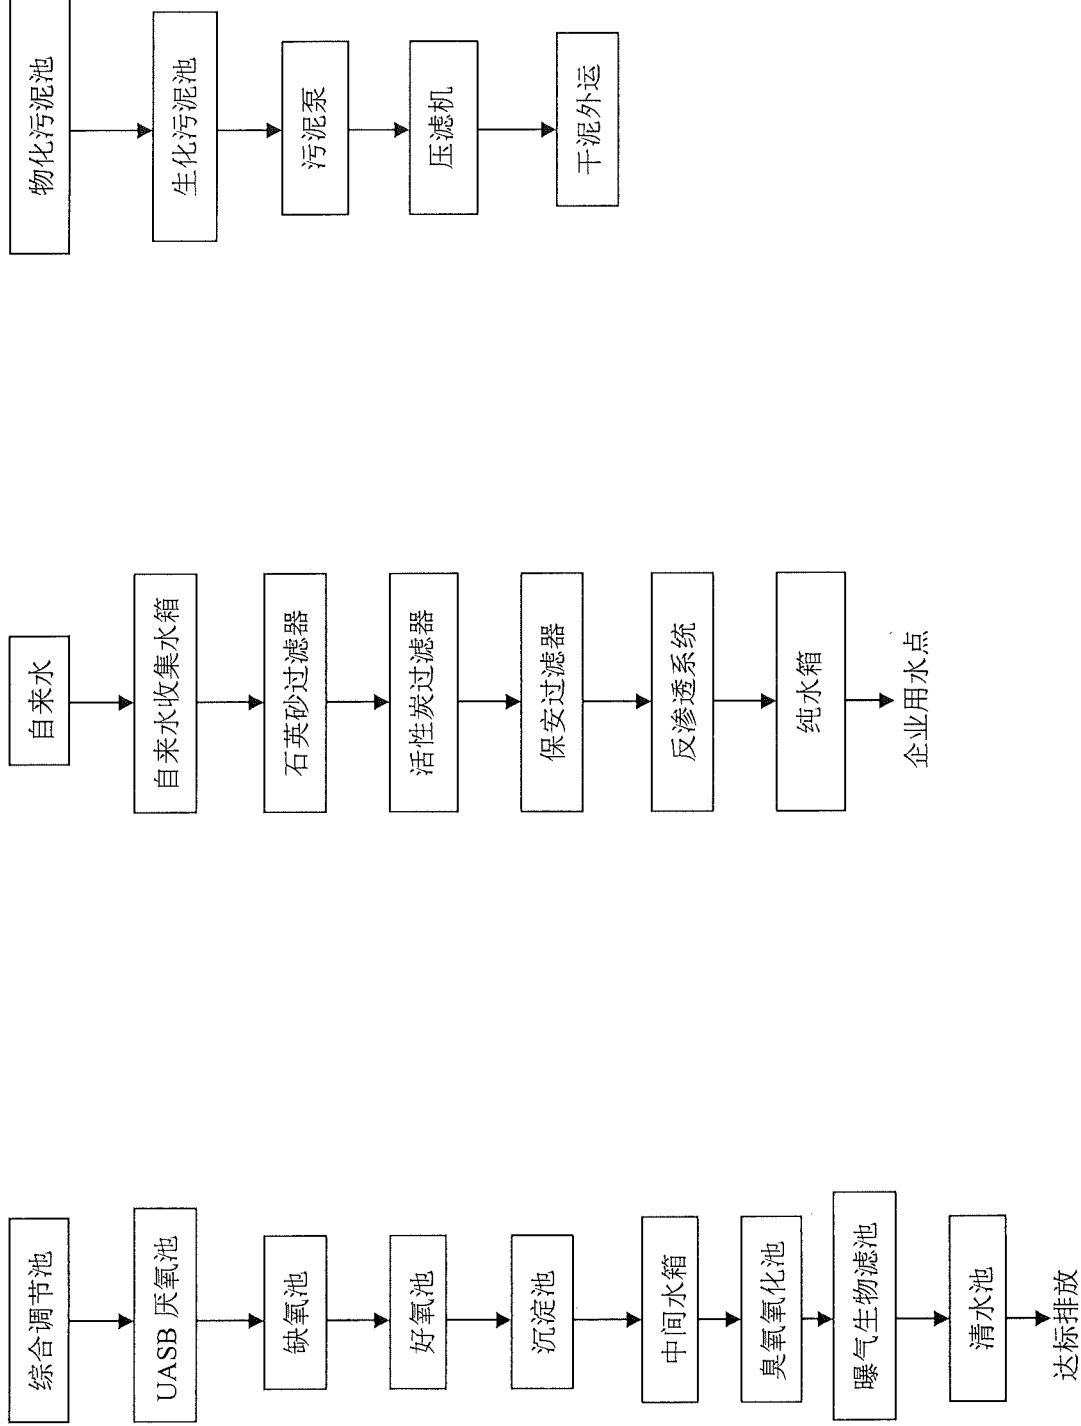 综合调节池
UASB 厌氧池
缺氧池
好氧池
沉淀池
中间水箱
臭氧氧化池
曝气生物滤池
清水池
达标排放
自来水
自来水收集水箱
石英砂过滤器
活性炭过滤器
保安过滤器
反渗透系统
纯水箱
企业用水点
物化污泥池
生化污泥池
污泥泵
压滤机
干泥外运